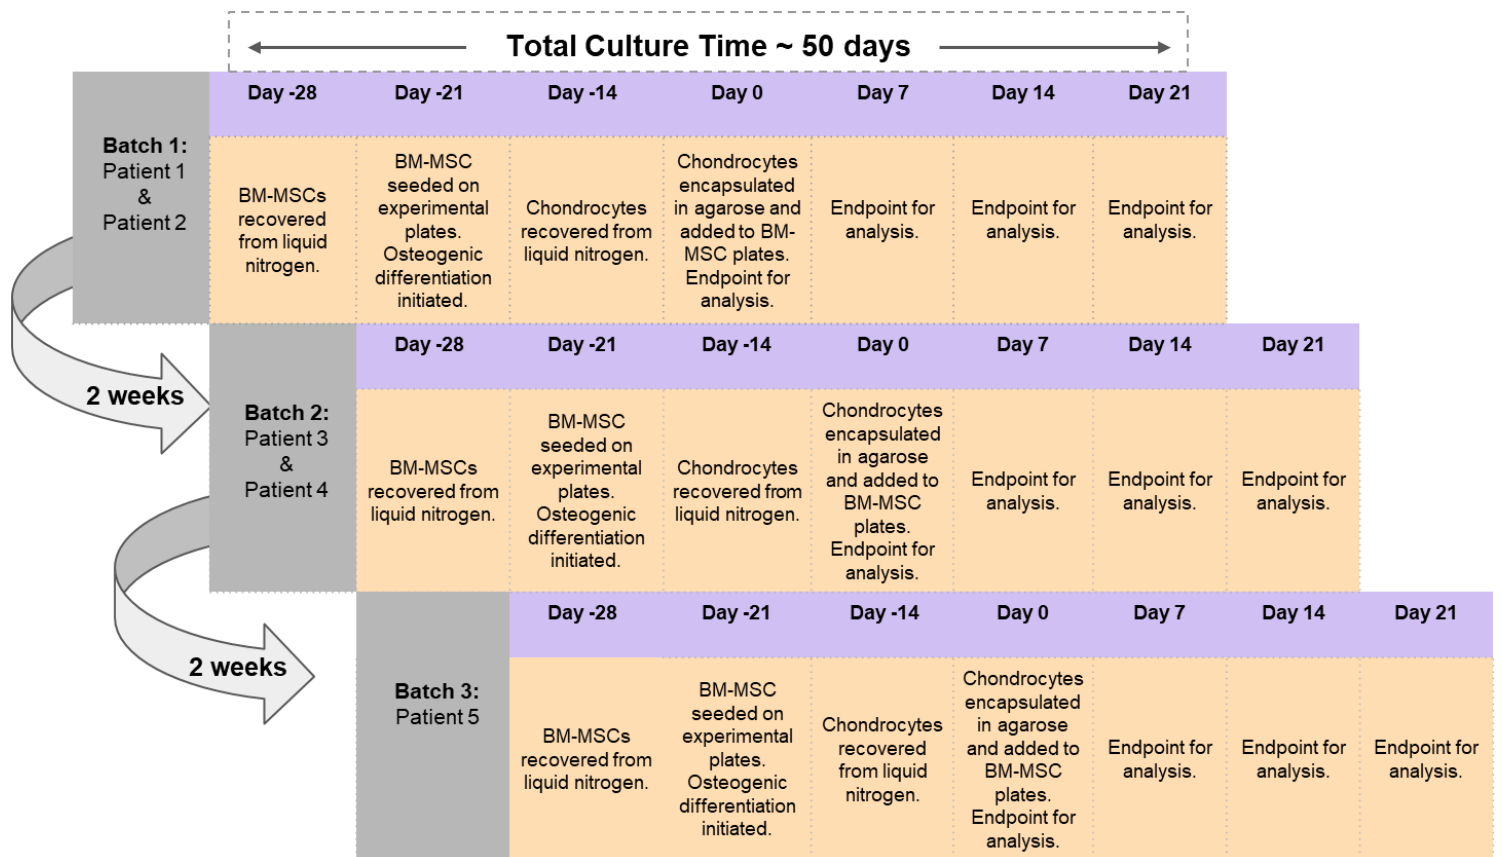 Total Culture Time ~ 50 days
Day -28
Day -21
Day -14
Day 0
Day 7
Day 14
Day 21
Batch 1:
Patient 1
&
Patient 2
BM-MSCs
recovered
from liquid
nitrogen.
BM-MSC
seeded on
experimental
plates.
Osteogenic
differentiation
initiated.
Chondrocytes
recovered from
liquid nitrogen.
Chondrocytes
encapsulated
in agarose and
added to BM-
MSC plates.
Endpoint for
analysis.
Endpoint for
analysis.
Endpoint for
analysis.
Endpoint for
analysis.
2 weeks
Day -28
Day -21
Day -14
Day 0
Day 7
Day 14
Day 21
Batch 2:
Patient 3
&
Patient 4
BM-MSCs
recovered from
liquid nitrogen.
BM-MSC
seeded on
experimental
plates.
Osteogenic
differentiation
initiated.
Chondrocytes
recovered from
liquid nitrogen.
Chondrocytes
encapsulated
in agarose
and added to
BM-MSC
plates.
Endpoint for
analysis.
Endpoint for
analysis.
Endpoint for
analysis.
Endpoint for
analysis.
2 weeks
Day -28
Day -21
Day -14
Day 0
Day 7
Day 14
Day 21
Batch 3:
Patient 5
BM-MSCs
recovered from
liquid nitrogen.
BM-MSC
seeded on
experimental
plates.
Osteogenic
differentiation
initiated.
Chondrocytes
recovered
from liquid
nitrogen.
Chondrocytes
encapsulated
in agarose
and added to
BM-MSC
plates.
Endpoint for
analysis.
Endpoint for
analysis.
Endpoint for
analysis.
Endpoint for
analysis.